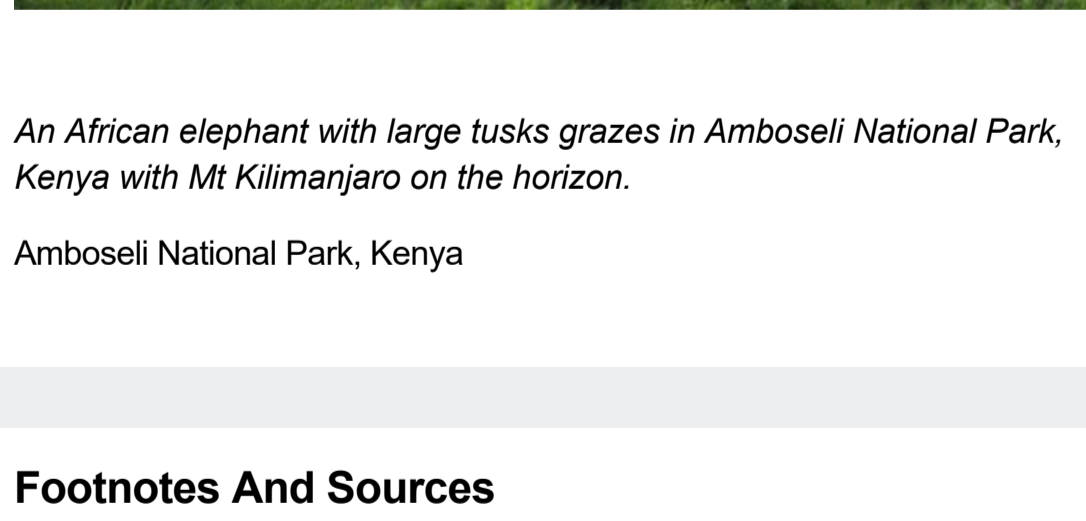 An African elephant with large tusks grazes in Amboseli National Park,
Kenya with Mt Kilimanjaro on the horizon.
Amboseli National Park, Kenya
Footnotes And Sources